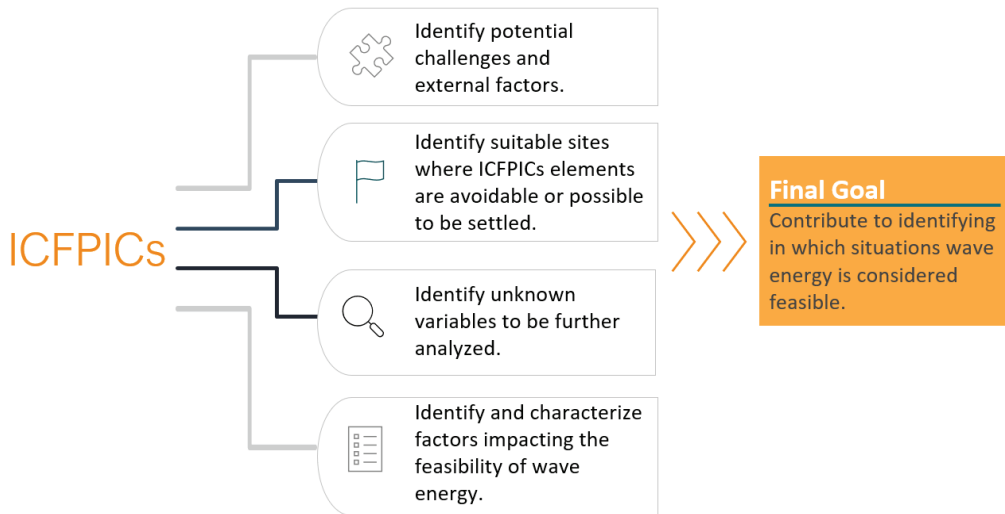 ICFPICs
Identify potential
challenges and
external factors.
Identify suitable sites
where ICFPICs elements
are avoidable or possible
to be settled.
Identify unknown
variables to be further
analyzed.
Identify and characterize
factors impacting the
feasibility of wave
energy.
Final Goal
Contribute to identifying
in which situations wave
energy is considered
feasible.